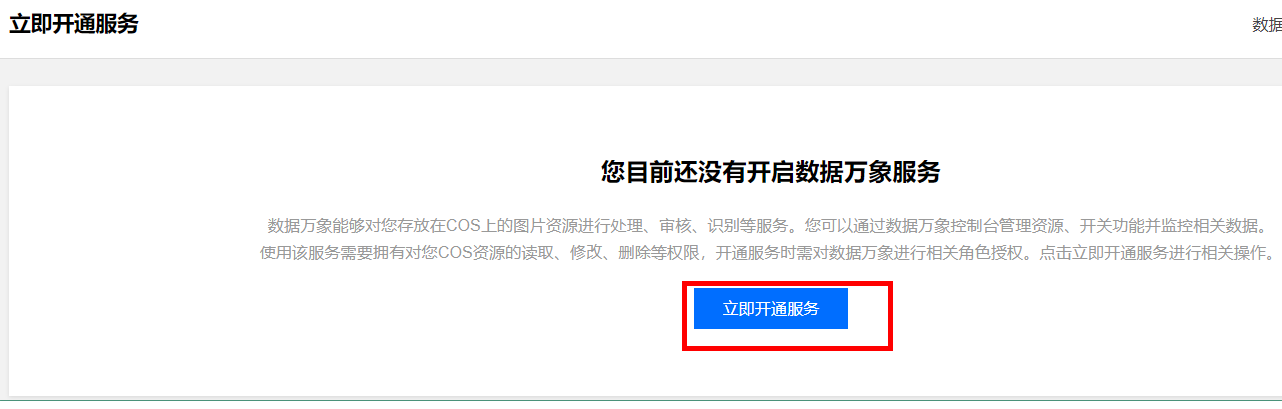 立即开通服务
数据
您目前还没有开启数据万象服务
数据万象能够对您存放在COS上的图片资源进行处理、审核、识别等服务。您可以通过数据万象控制台管理资源、开关功能并监控相关数据。
使用该服务需要拥有对您COS资源的读取、修改、删除等权限，开通服务时需对数据万象进行相关角色授权。点击立即开通服务进行相关操作。
立即开通服务